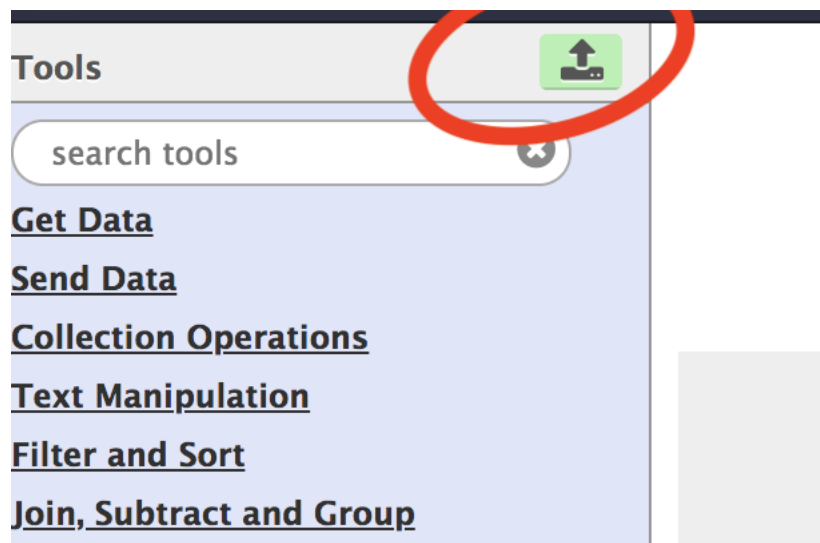 Tools
search tools
Get Data
Send Data
Collection Operations
Text Manipulation
Filter and Sort
Join, Subtract and Group